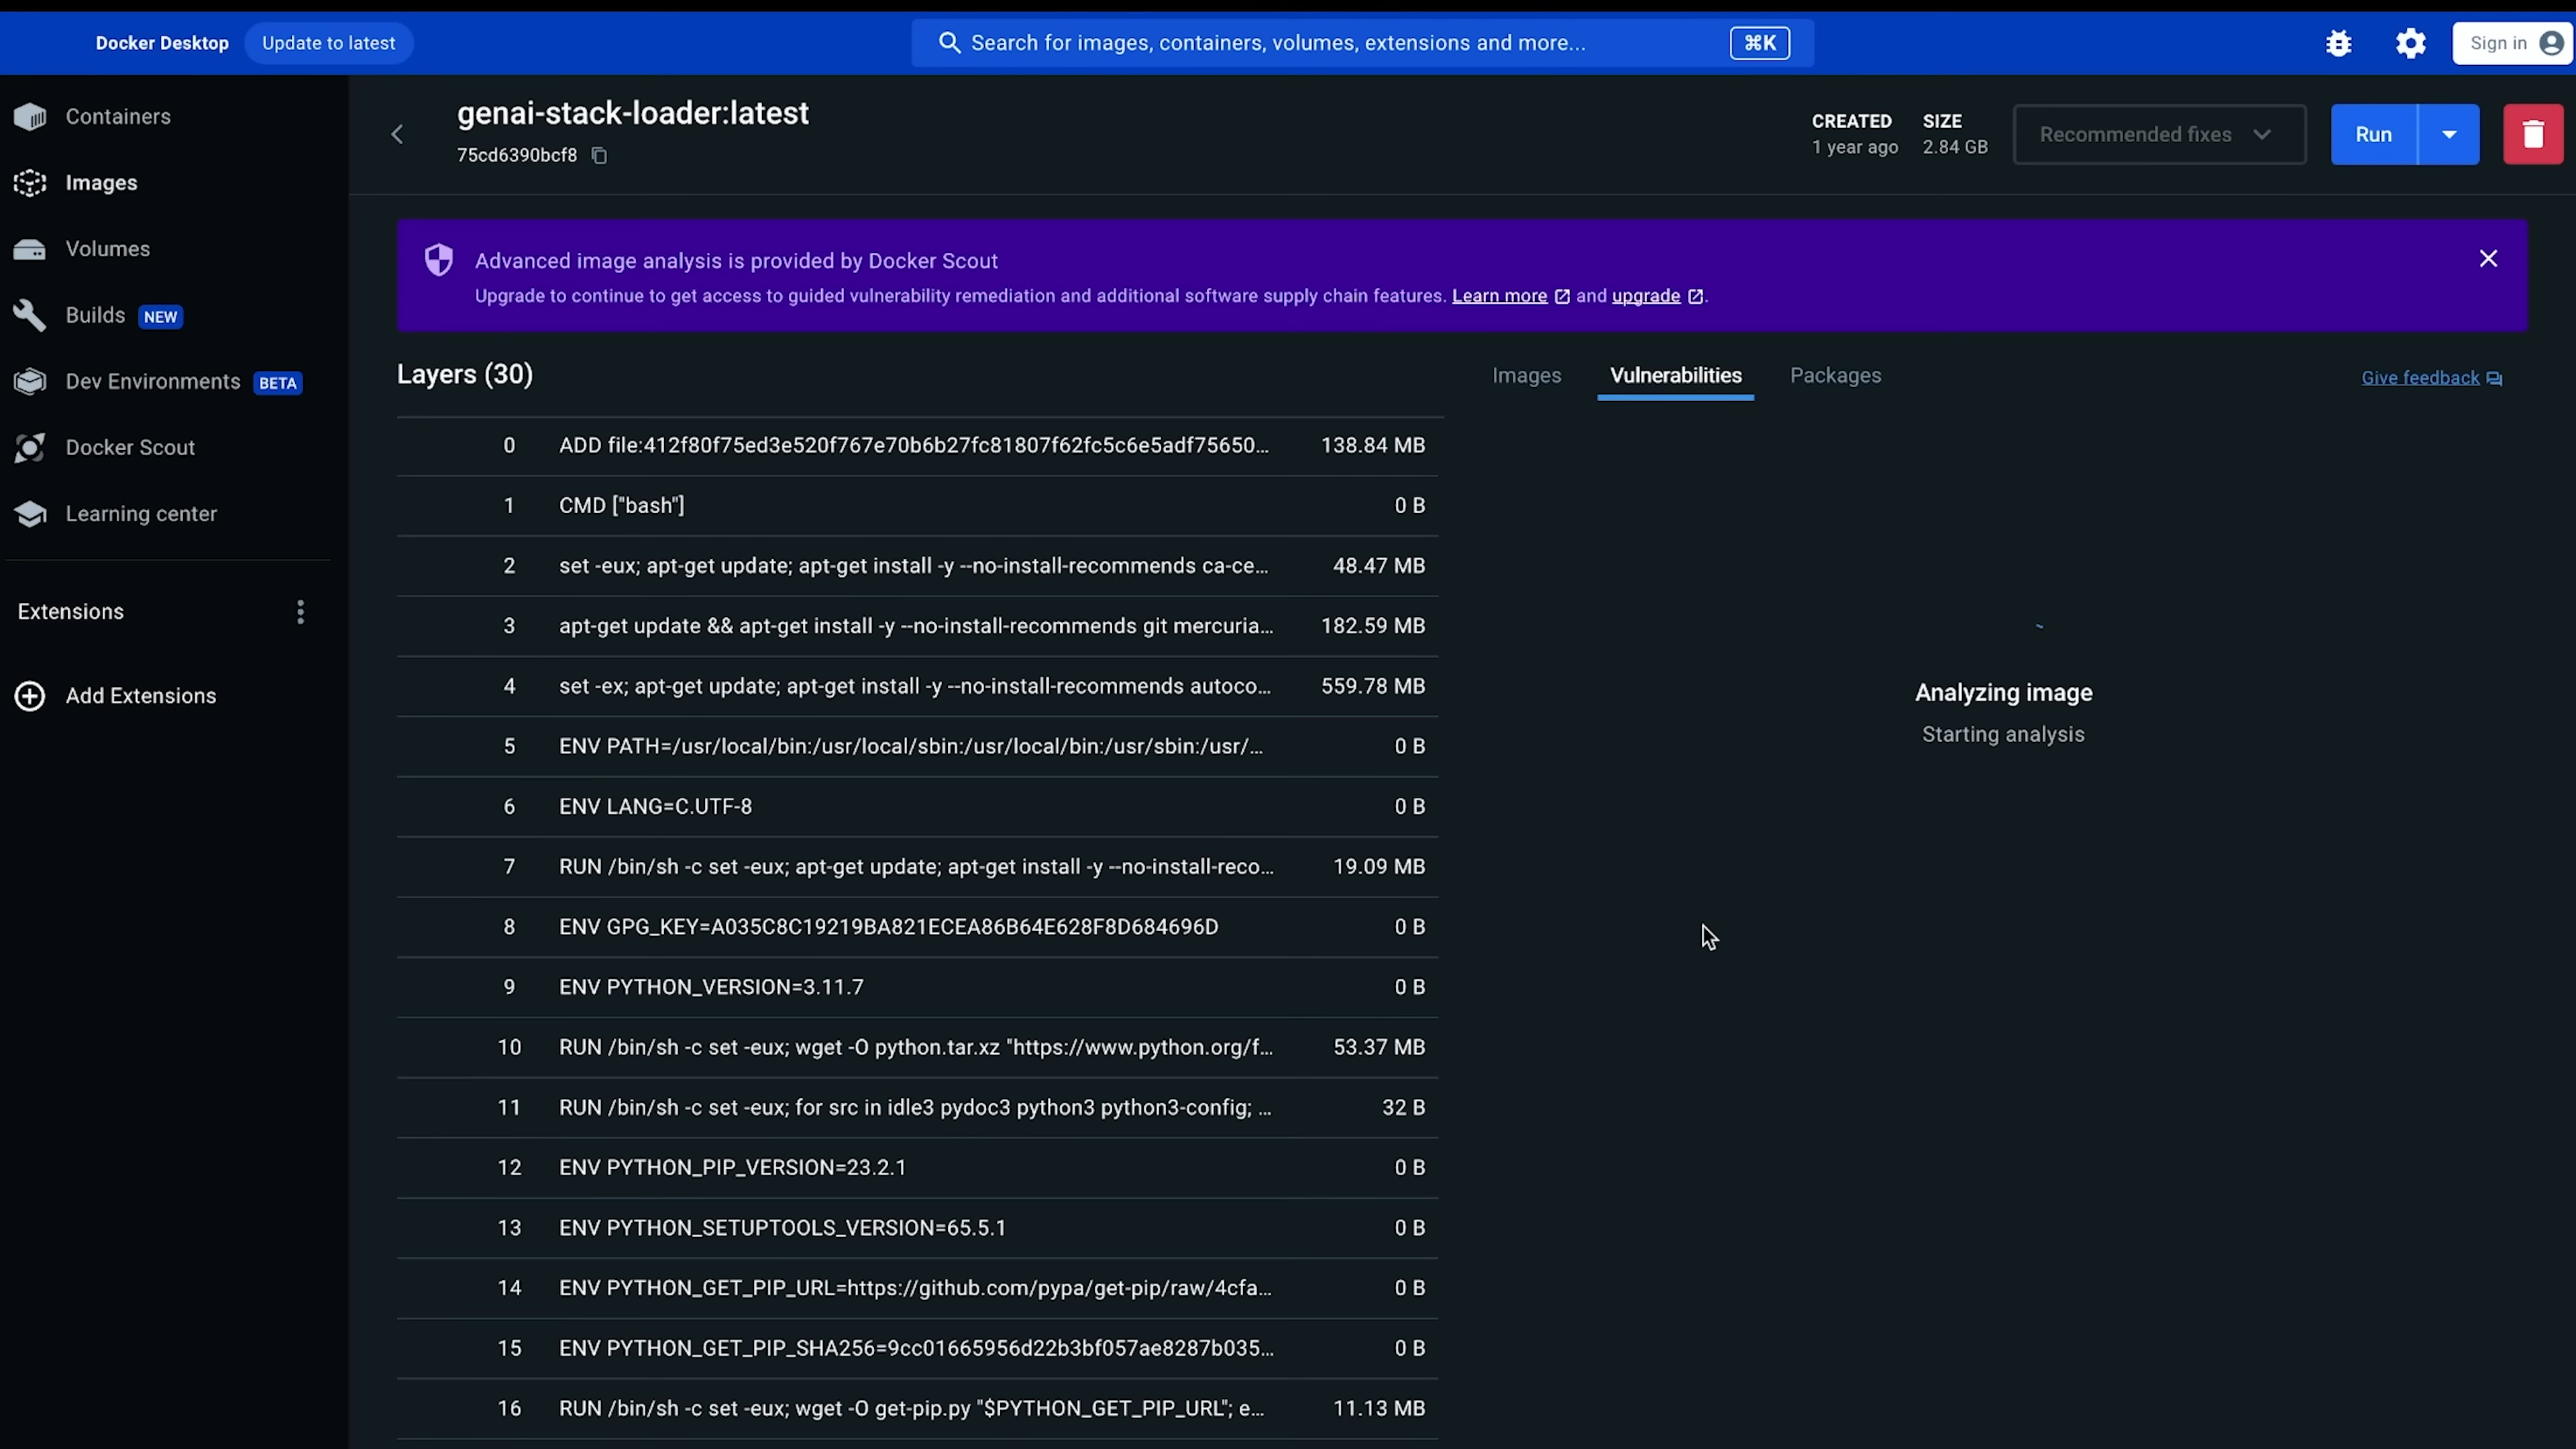 Docker Desktop
Update to latest
Search for images, containers, volumes, extensions and more...
⌘K
Sign in
Containers
Images
Volumes
Builds NEW
Dev Environments BETA
Docker Scout
Learning center
Extensions
Add Extensions
genai-stack-loader:latest
75cd6390bcf8
CREATED
1 year ago
SIZE
2.84 GB
Recommended fixes
Run
Advanced image analysis is provided by Docker Scout
Upgrade to continue to get access to guided vulnerability remediation and additional software supply chain features. Learn more and upgrade.
Layers (30)
0 ADD file:412f80f75ed3e520f767e70b6b27fc81807f62fc5c6e5adf75650… 138.84 MB
1 CMD ["bash"] 0 B
2 set -eux; apt-get update; apt-get install -y --no-install-recommends ca-ce… 48.47 MB
3 apt-get update && apt-get install -y --no-install-recommends git mercuria… 182.59 MB
4 set -ex; apt-get update; apt-get install -y --no-install-recommends autoco… 559.78 MB
5 ENV PATH=/usr/local/bin:/usr/local/sbin:/usr/local/bin:/usr/sbin:/usr/… 0 B
6 ENV LANG=C.UTF-8 0 B
7 RUN /bin/sh -c set -eux; apt-get update; apt-get install -y --no-install-reco… 19.09 MB
8 ENV GPG_KEY=A035C8C19219BA821ECEA86B64E628F8D684696D 0 B
9 ENV PYTHON_VERSION=3.11.7 0 B
10 RUN /bin/sh -c set -eux; wget -O python.tar.xz "https://www.python.org/f… 53.37 MB
11 RUN /bin/sh -c set -eux; for src in idle3 pydoc3 python3 python3-config; … 32 B
12 ENV PYTHON_PIP_VERSION=23.2.1 0 B
13 ENV PYTHON_SETUPTOOLS_VERSION=65.5.1 0 B
14 ENV PYTHON_GET_PIP_URL=https://github.com/pypa/get-pip/raw/4cfa… 0 B
15 ENV PYTHON_GET_PIP_SHA256=9cc01665956d22b3bf057ae8287b035… 0 B
16 RUN /bin/sh -c set -eux; wget -O get-pip.py "$PYTHON_GET_PIP_URL"; e… 11.13 MB
Images
Vulnerabilities
Packages
Give feedback
Analyzing image
Starting analysis